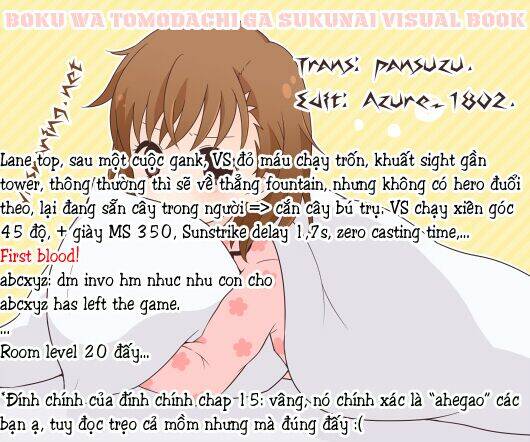 BOKU WA TOMODACHI GA SUKUNAI VISUAL BOOK
Trans: pansuzu.
Edit: Azure_1802.
ning.net
Lane top, sau một cuộc gank, VS đỏ máu chạy trốn, khuất sight gần
tower, thông thường thì sẽ về thẳng fountain, nhưng không có hero đuổi
theo, lại đang sẵn cây trong người => cắn cây bú trụ. VS chạy xiên góc
45 độ, + giày MS 350, Sunstrike delay 1,7s, zero casting time,...
First blood!
abcxyz: dm invo hm nhuc nhu con cho
abcxyz has left the game.
...
Room level 20 đấy...
*Đính chính của đính chính chap 15: vâng, nó chính xác là "ahegao" các
bạn ạ, tuy đọc trẹo cả mồm nhưng mà đúng đấy :(